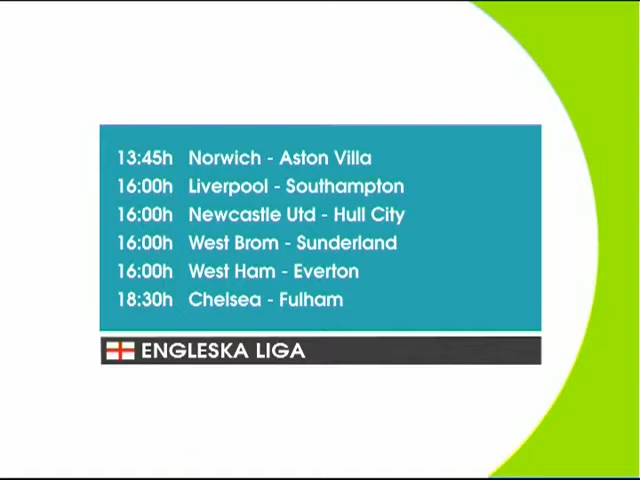 13:45h Norwich - Aston Villa
16:00h Liverpool - Southampton
16:00h Newcastle Utd - Hull City
16:00h West Brom - Sunderland
16:00h West Ham - Everton
18:30h Chelsea - Fulham
ENGLESKA LIGA